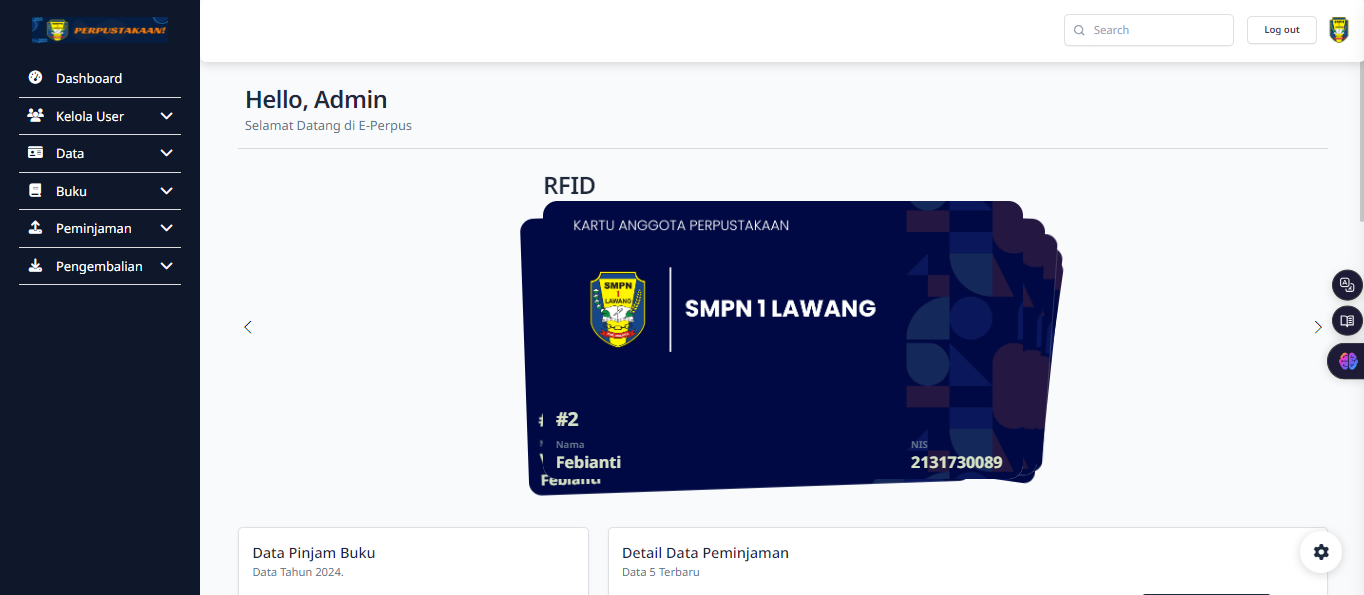 PERPUSTAKAAN!
Search
Log out
Dashboard
Kelola User
Data
Buku
Peminjaman
Pengembalian
Hello, Admin
Selamat Datang di E-Perpus
RFID
KARTU ANGGOTA PERPUSTAKAAN
SMPN
1
LAWANG
SMPN 1 LAWANG
#2
Nama
NIS
Febianti
2131730089
Febianti
Data Pinjam Buku
Data Tahun 2024.
Detail Data Peminjaman
Data 5 Terbaru